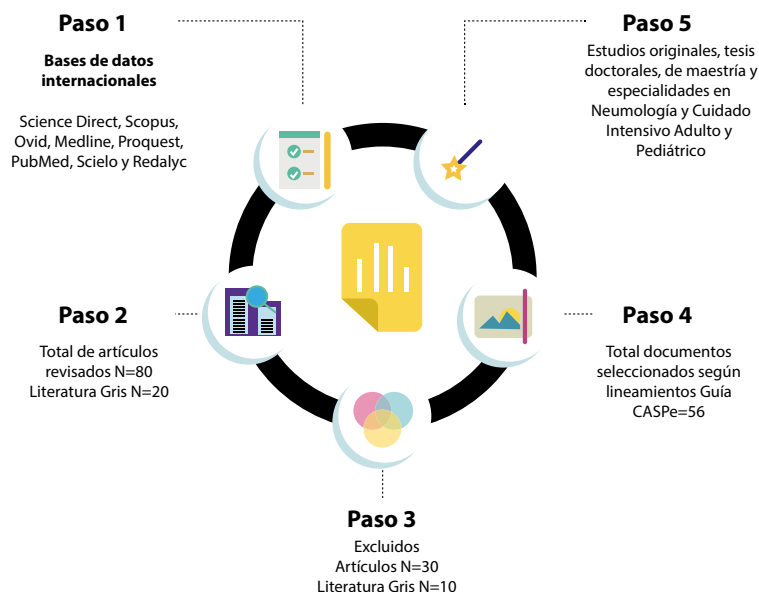 Paso 1
Bases de datos
internacionales
Science Direct, Scopus,
Ovid, Medline, Proquest,
PubMed, Scielo y Redalyc
Paso 2
Total de artículos
revisados N=80
Literatura Gris N=20
Paso 3
Excluidos
Artículos N=30
Literatura Gris N=10
Paso 4
Total documentos
seleccionados según
lineamientos Guía
CASPe=56
Paso 5
Estudios originales, tesis
doctorales, de maestría y
especialidades en
Neumología y Cuidado
Intensivo Adulto y
Pediátrico